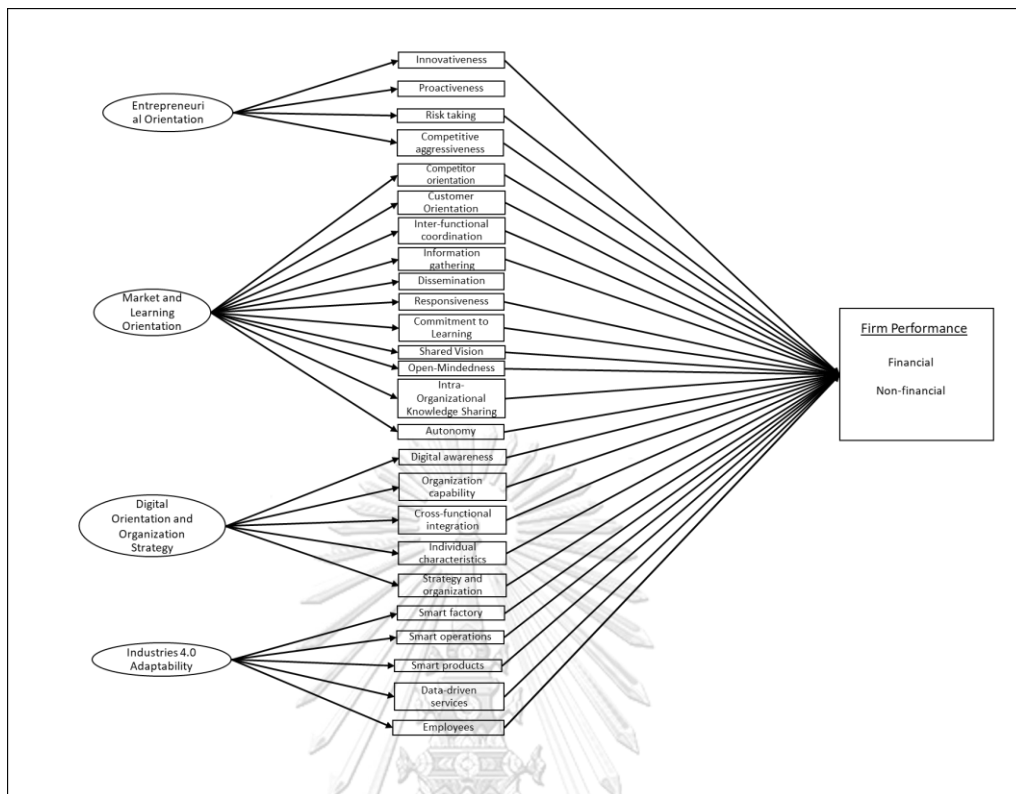 Innovativeness
Proactiveness
Entrepreneuri
al Orientation
Risk taking
Competitive
aggressiveness
Competitor
orientation
Customer
Orientation
Inter-functional
coordination
Information
gathering
Dissemination
Market and
Learning
Orientation
Responsiveness
Commitment to
Learning
Shared Vision
Open-Mindedness
Intra-
Organizational
Knowledge Sharing
Autonomy
Digital awareness
Organization
capability
Digital
Orientation and
Organization
Strategy
Cross-functional
integration
Individual
characteristics
Strategy and
organization
Smart factory
Smart operations
Industries 4.0
Adaptability
Smart products
Data-driven
services
Employees
Firm Performance
Financial
Non-financial